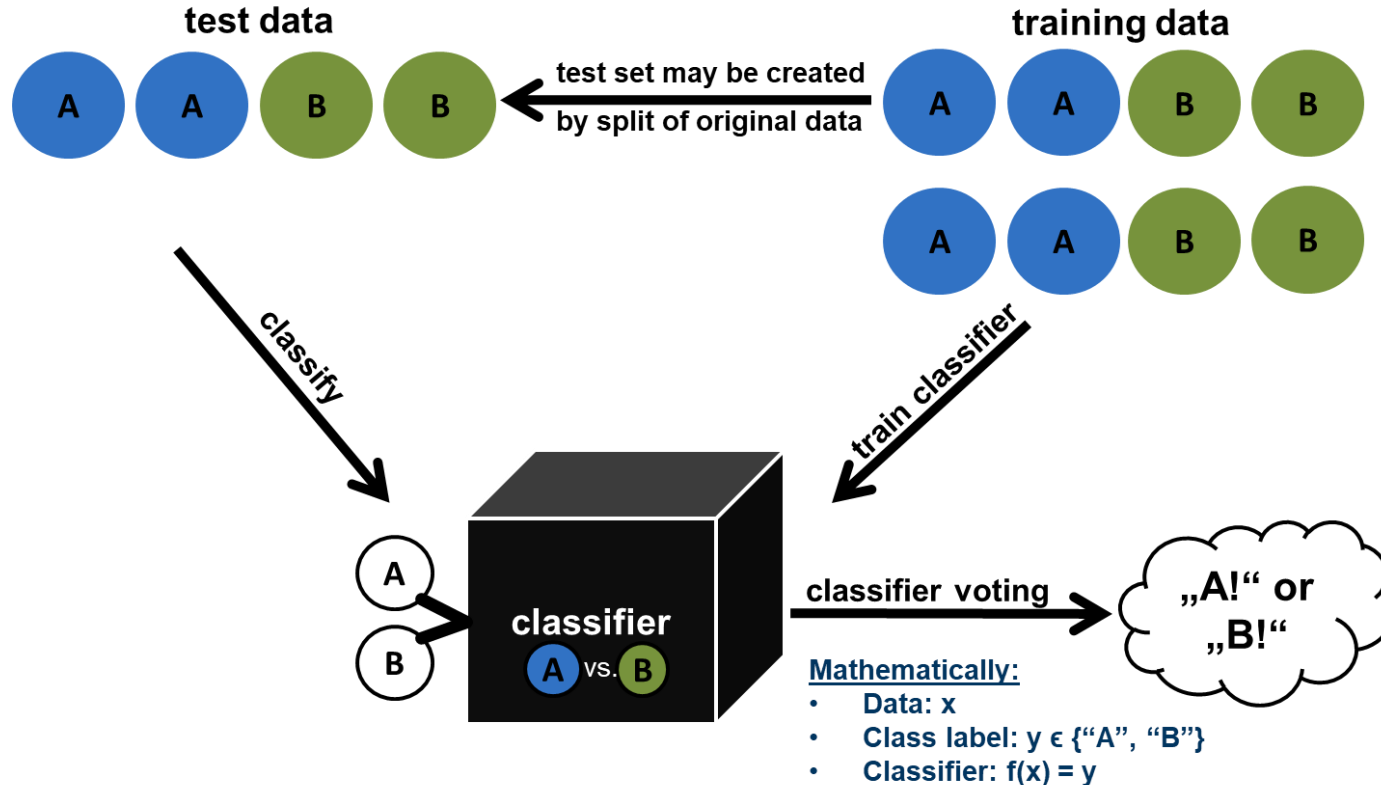 test data
training data
A A B B
test set may be created
by split of original data
A A B B
A A B B
classify
train classifier
A
B
classifier
A vs. B
classifier voting
„A!“ or
„B!“
Mathematically:
• Data: x
• Class label: y ϵ {“A”, “B”}
• Classifier: f(x) = y